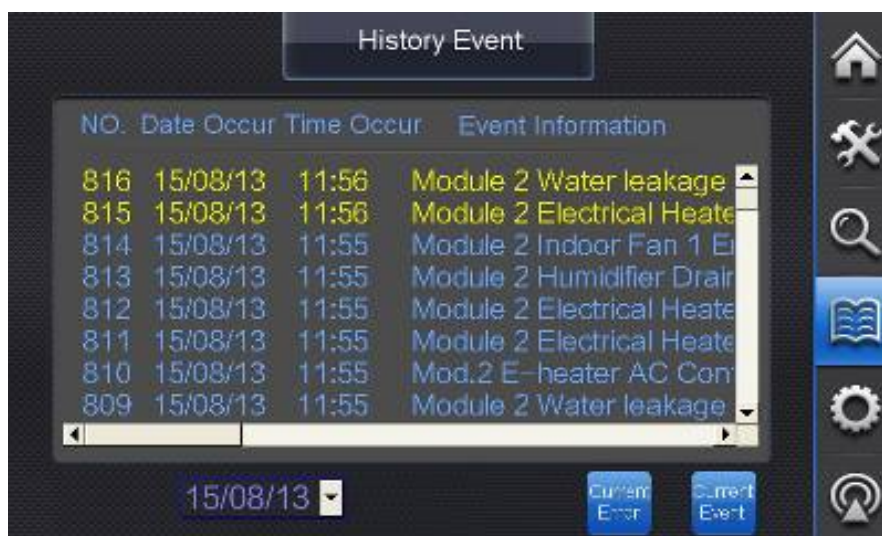 History Event
NO. Date Occur Time Occur Event Information
816 15/08/13 11:56 Module 2 Water leakage
815 15/08/13 11:56 Module 2 Electrical Heate
814 15/08/13 11:55 Module 2 Indoor Fan 1 E
813 15/08/13 11:55 Module 2 Humidifier Drain
812 15/08/13 11:55 Module 2 Electrical Heate
811 15/08/13 11:55 Module 2 Electrical Heate
810 15/08/13 11:55 Mod.2 E-heater AC Con
809 15/08/13 11:55 Module 2 Water leakage
15/08/13
Current
Error
Current
Event